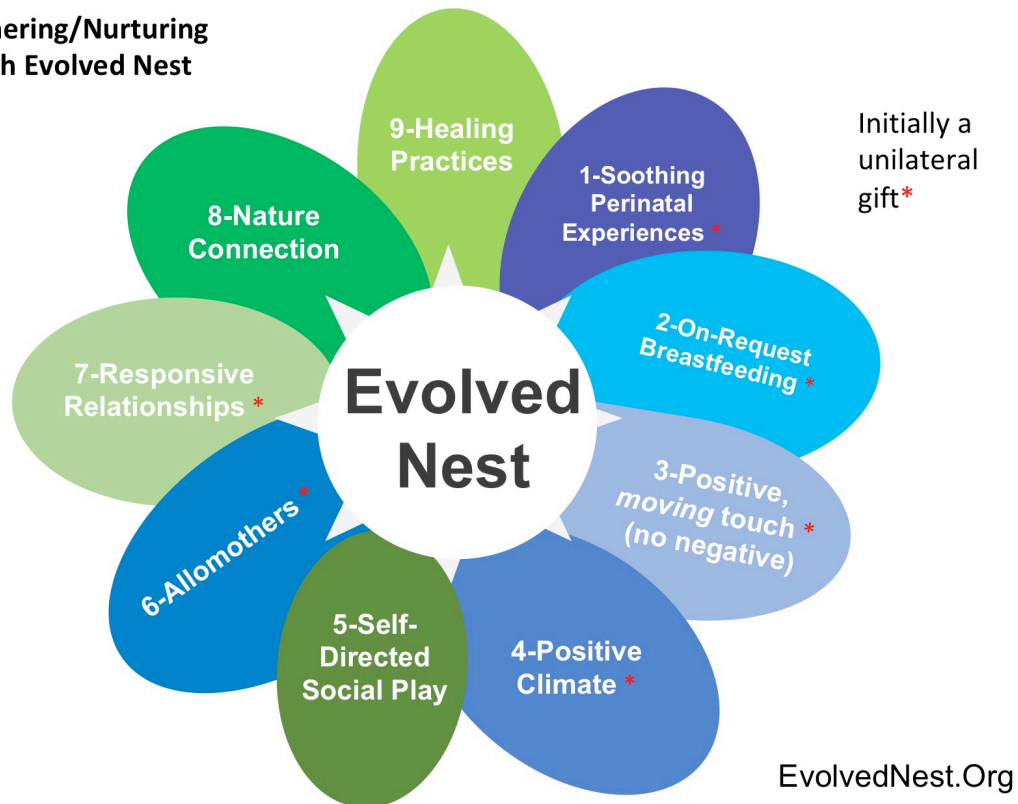 /Nurturing
Evolved Nest
9-Healing
Practices
1-Soothing
Perinatal
Experiences *
Initially a
unilateral
gift*
8-Nature
Connection
2-On-Request
Breastfeeding *
7-Responsive
Relationships *
Evolved
Nest
3-Positive,
moving touch *
(no negative)
6-Allomothers *
5-Self-
Directed
Social Play
4-Positive
Climate *
EvolvedNest.Org